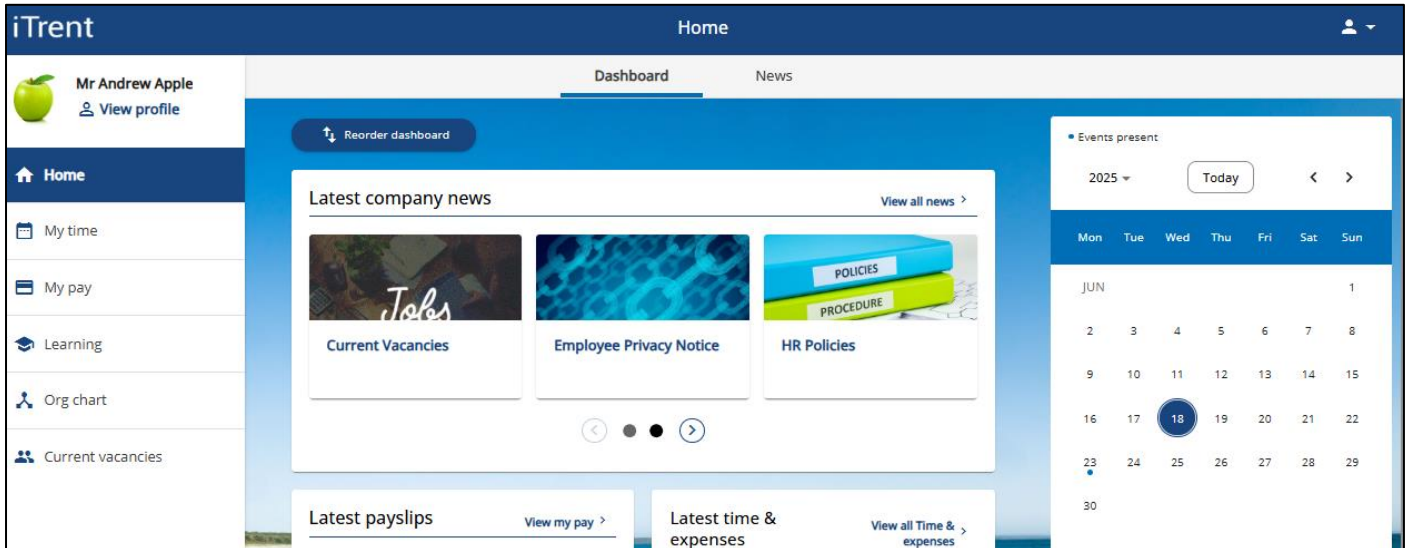 iTrent
Home
Mr Andrew Apple
View profile
Home
My time
My pay
Learning
Org chart
Current vacancies
Dashboard News
Reorder dashboard
Latest company news View all news >
Jobs
POLICIES
PROCEDURE
Current Vacancies Employee Privacy Notice HR Policies
Latest payslips View my pay >
Latest time &
expenses
View all Time & >
expenses
Events present
2025 Today < >
Mon Tue Wed Thu Fri Sat Sun
JUN 1
2 3 4 5 6 7 8
9 10 11 12 13 14 15
16 17 18 19 20 21 22
23 24 25 26 27 28 29
30